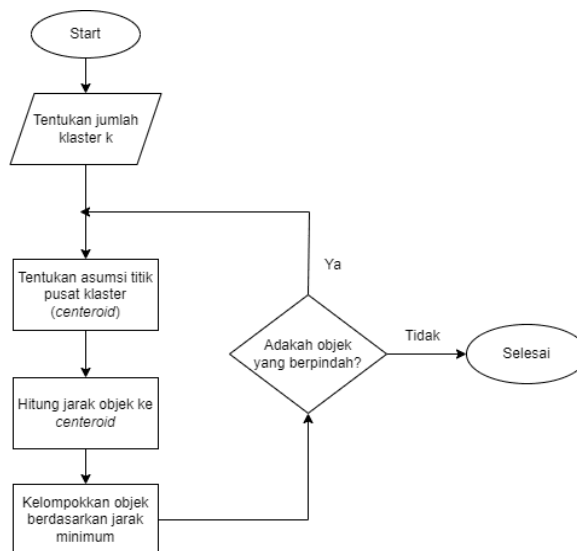 Start
Tentukan jumlah
klaster k
Tentukan asumsi titik
pusat klaster
(centeroid)
Hitung jarak objek ke
centeroid
Kelompokkan objek
berdasarkan jarak
minimum
Adakah objek
yang berpindah?
Ya
Tidak
Selesai